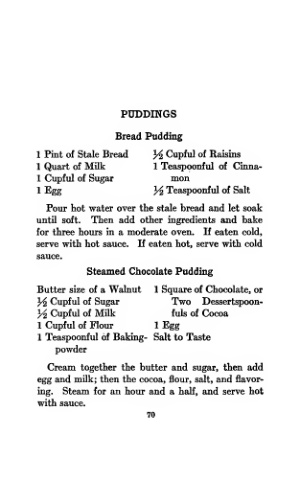 PUDDINGS
Bread Pudding
1 Pint of Stale Bread
1 Quart of Milk
1 Cupful of Sugar
1 Egg
½ Cupful of Raisins
1 Teaspoonful of Cinna-
mon
½ Teaspoonful of Salt
Pour hot water over the stale bread and let soak
until soft. Then add other ingredients and bake
for three hours in a moderate oven. If eaten cold,
serve with hot sauce. If eaten hot, serve with cold
sauce.
Steamed Chocolate Pudding
Butter size of a Walnut
½ Cupful of Sugar
½ Cupful of Milk
1 Cupful of Flour
1 Teaspoonful of Baking-
powder
1 Square of Chocolate, or
Two Dessertspoon-
fuls of Cocoa
1 Egg
Salt to Taste
Cream together the butter and sugar, then add
egg and milk; then the cocoa, flour, salt, and flavor-
ing. Steam for an hour and a half, and serve hot
with sauce.
70